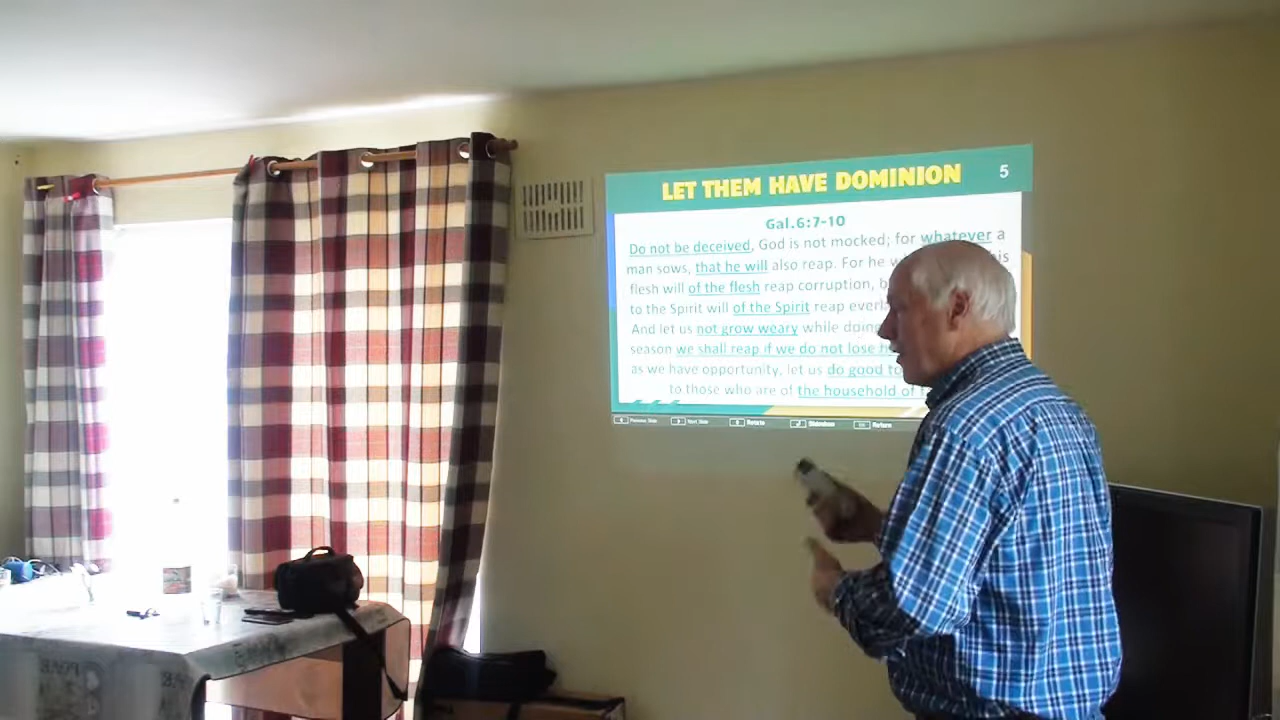 LET THEM HAVE DOMINION
5
Gal.6:7-10
Do not be deceived, God is not mocked; for whatever a
man sows, that he will also reap. For he
flesh will of the flesh reap corruption,
to the Spirit will of the Spirit reap
And let us not grow weary while doing
season we shall reap if we do not lose
as we have opportunity, let us do good to
to those who are of the household of
Return